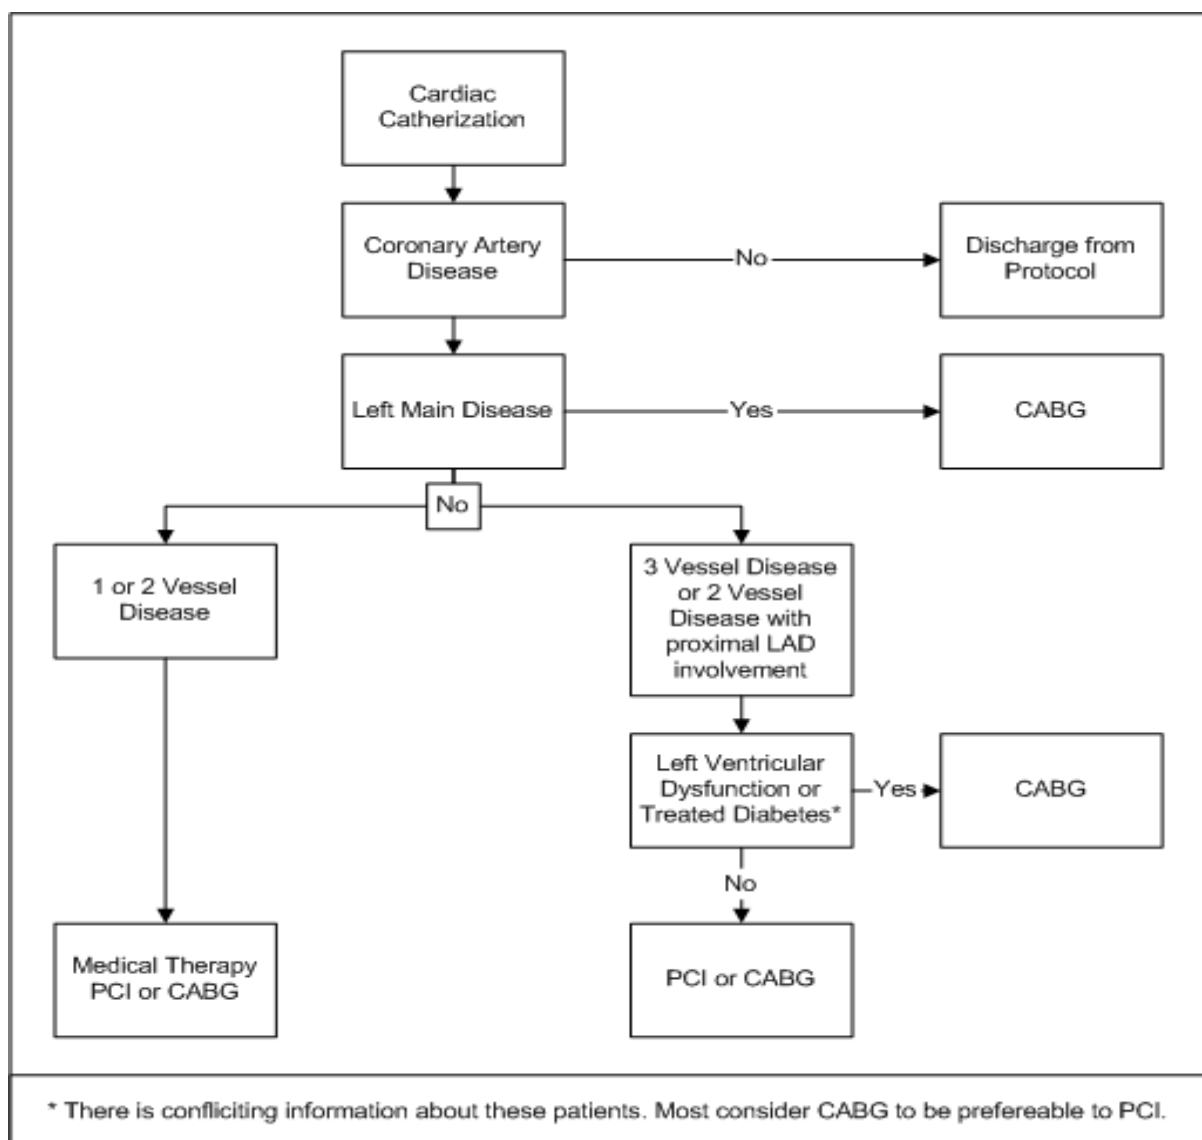 Cardiac
Catherization
Coronary Artery
Disease
No
Discharge from
Protocol
Left Main Disease
Yes
CABG
No
1 or 2 Vessel
Disease
3 Vessel Disease
or 2 Vessel
Disease with
proximal LAD
involvement
Left Ventricular
Dysfunction or
Treated Diabetes*
Yes
CABG
No
Medical Therapy
PCI or CABG
PCI or CABG
* There is confliciting information about these patients. Most consider CABG to be prefereable to PCI.